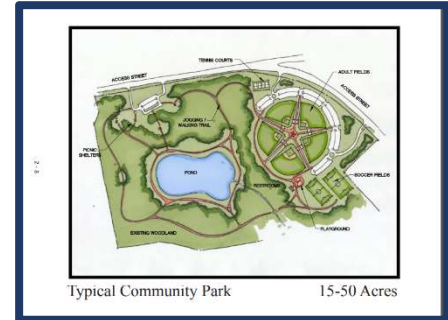 TENNIS COURTS
ACCESS STREET
ADULT FIELDS
ACCESS STREET
JOGGING /
WALKING TRAIL
PICNIC
SHELTERS
POND
RESTROOMS
SOCCER FIELDS
PLAYGROUND
EXISTING WOODLAND
Typical Community Park 15-50 Acres